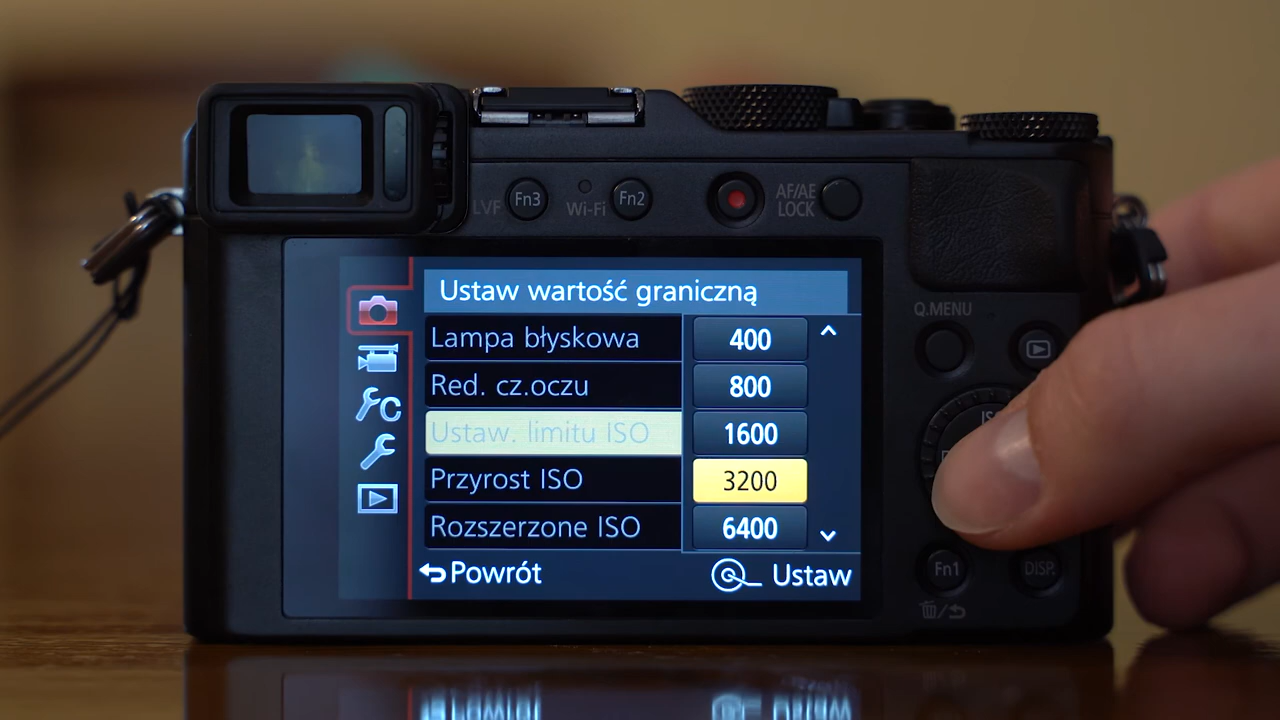 LVF
Fn3
Wi-Fi
Fn2
AF/AE
LOCK
Q.MENU
Ustaw wartość graniczną
Lampa błyskowa
400
Red. cz.oczu
800
Ustaw. limitu ISO
1600
Przyrost ISO
3200
Rozszerzone ISO
6400
Powrót
Ustaw
C
Fn1
DISP.